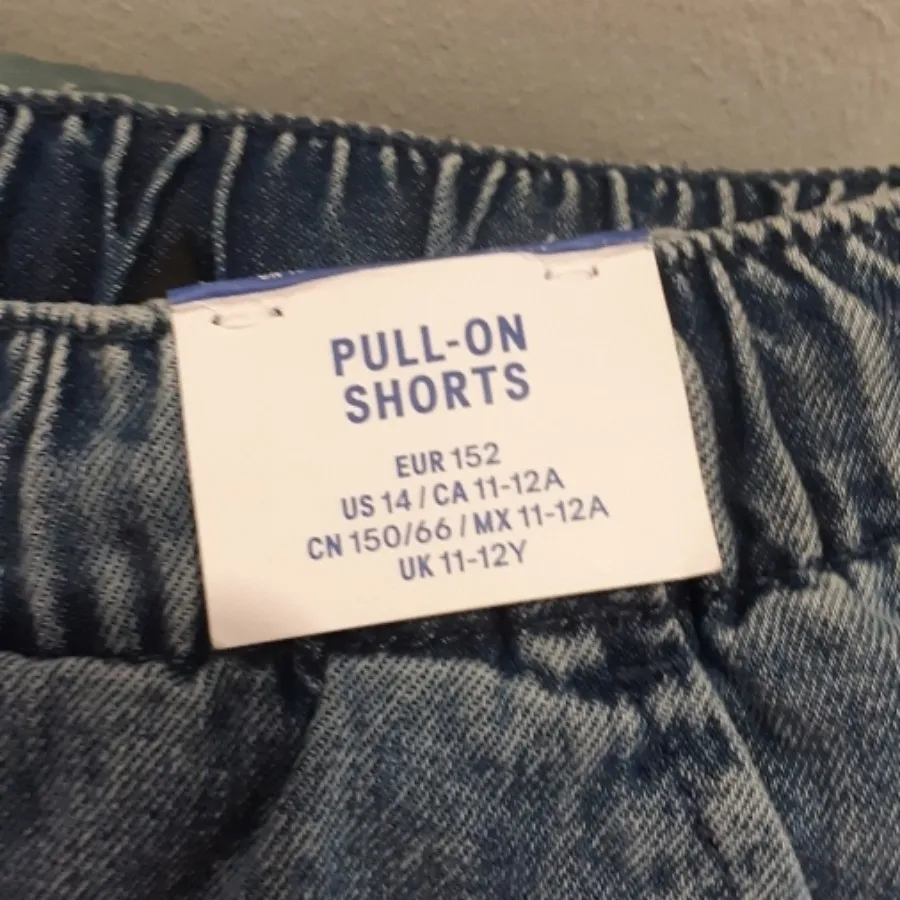 PULL-ON
SHORTS
EUR 152
US 14 / CA 11-12A
CN 150/66 / MX 11-12A
UK 11-12Y